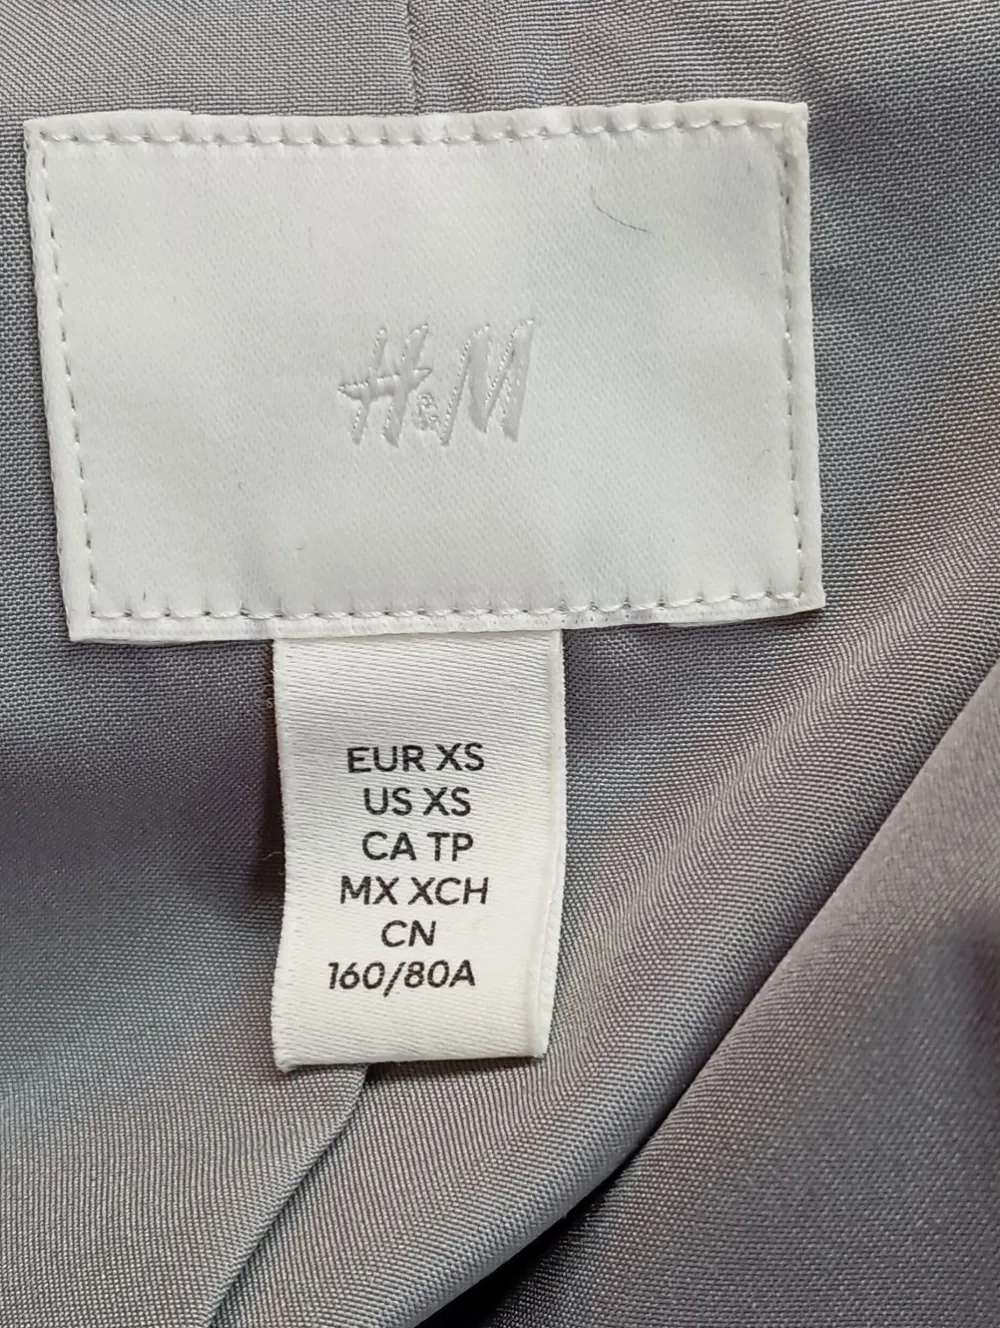 H&M
EUR XS
US XS
CA TP
MX XCH
CN
160/80A